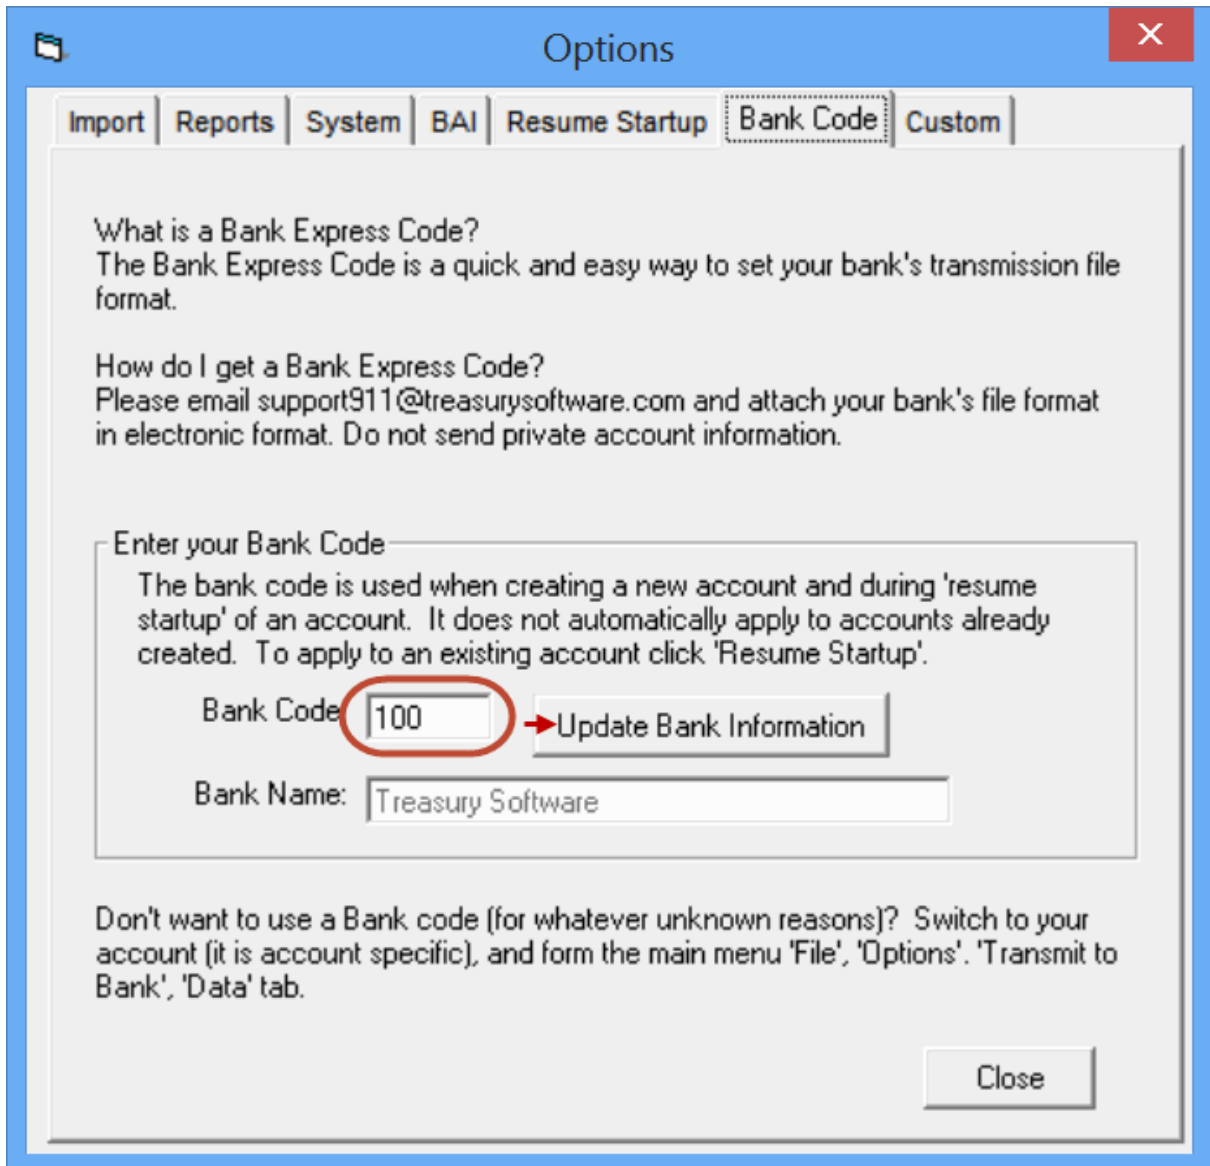 Options
Import Reports System BAI Resume Startup Bank Code Custom
What is a Bank Express Code?
The Bank Express Code is a quick and easy way to set your bank's transmission file
format.
How do I get a Bank Express Code?
Please email support911@treasurysoftware.com and attach your bank's file format
in electronic format. Do not send private account information.
Enter your Bank Code
The bank code is used when creating a new account and during 'resume
startup' of an account.  It does not automatically apply to accounts already
created.  To apply to an existing account click 'Resume Startup'.
Bank Code 100 Update Bank Information
Bank Name: Treasury Software
Don't want to use a Bank code (for whatever unknown reasons)?  Switch to your
account (it is account specific), and form the main menu 'File', 'Options'. 'Transmit to
Bank', 'Data' tab.
Close